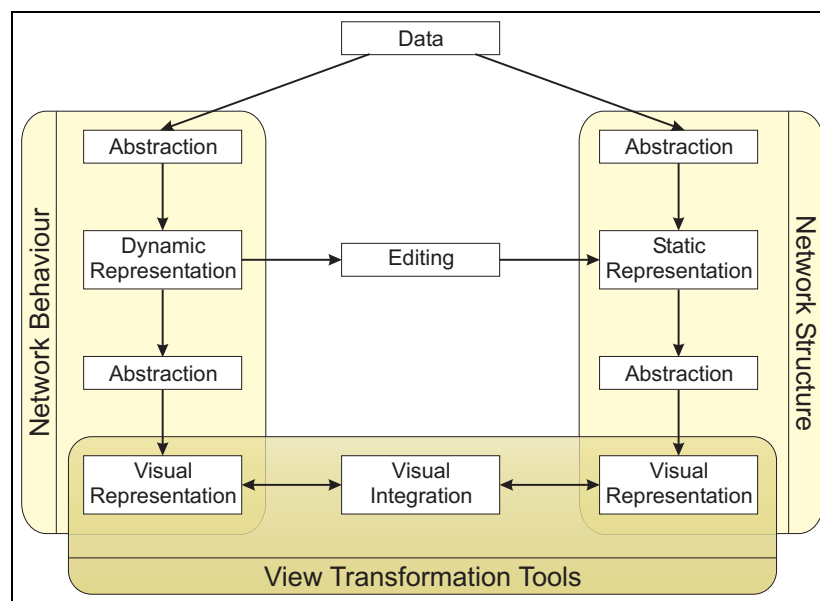 Data
Abstraction
Abstraction
Dynamic
Representation
Editing
Static
Representation
Abstraction
Abstraction
Visual
Representation
Visual
Integration
Visual
Representation
Network Behaviour
Network Structure
View Transformation Tools